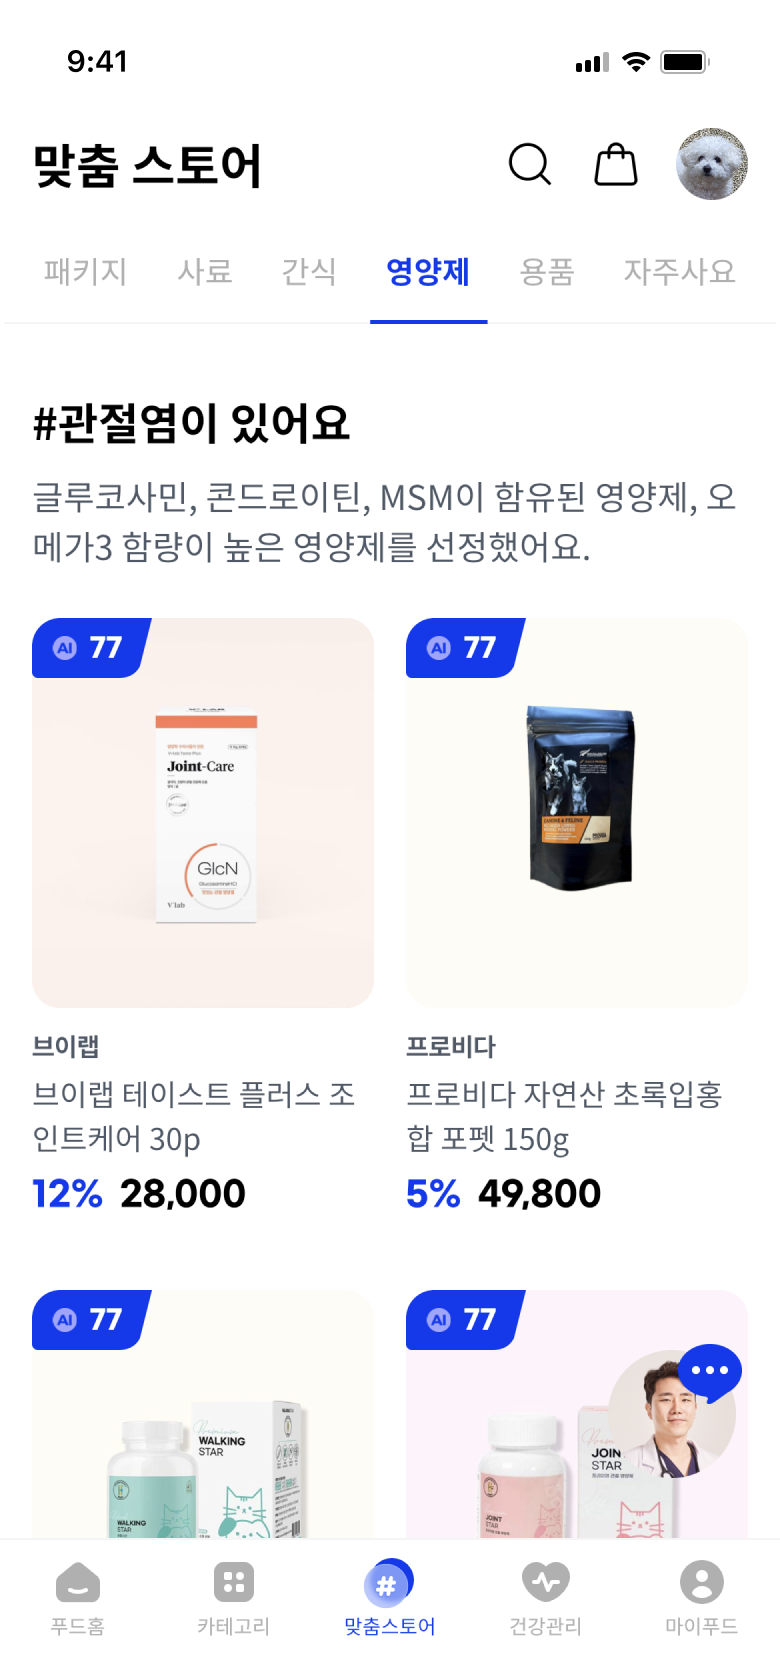 9:41
맞춤 스토어
패키지 사료 간식 영양제 용품 자주사요
#관절염이 있어요
글루코사민, 콘드로이틴, MSM이 함유된 영양제, 오
메가3 함량이 높은 영양제를 선정했어요.
AI 77
AI 77
Joint-Care
GlcN
GlucosamineHCl
V'lab
CANINE & FELINE
브이랩
브이랩 테이스트 플러스 조
인트케어 30p
12% 28,000
프로비다
프로비다 자연산 초록입홍
합 포펫 150g
5% 49,800
AI 77
AI 77
WALKING
STAR
WALKING
STAR
JOIN
STAR
JOINT
STAR
푸드홈
카테고리
#
맞춤스토어
건강관리
마이푸드